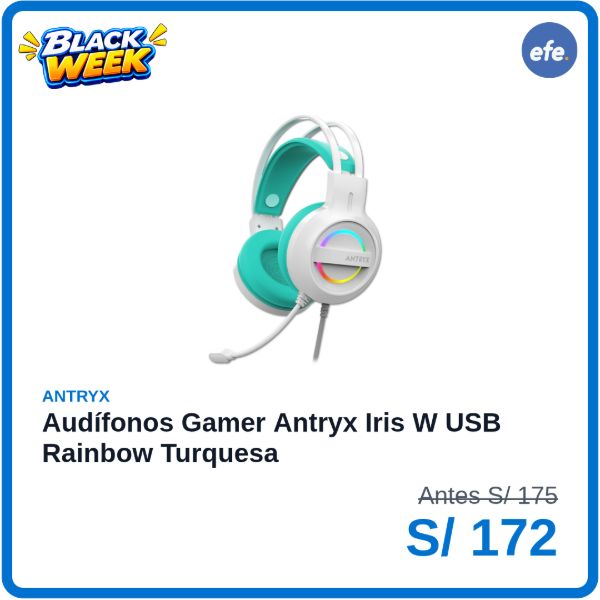 BLACK
WEEK
efe.
ANTRYX
ANTRYX
Audífonos Gamer Antryx Iris W USB
Rainbow Turquesa
Antes S/ 175
S/ 172